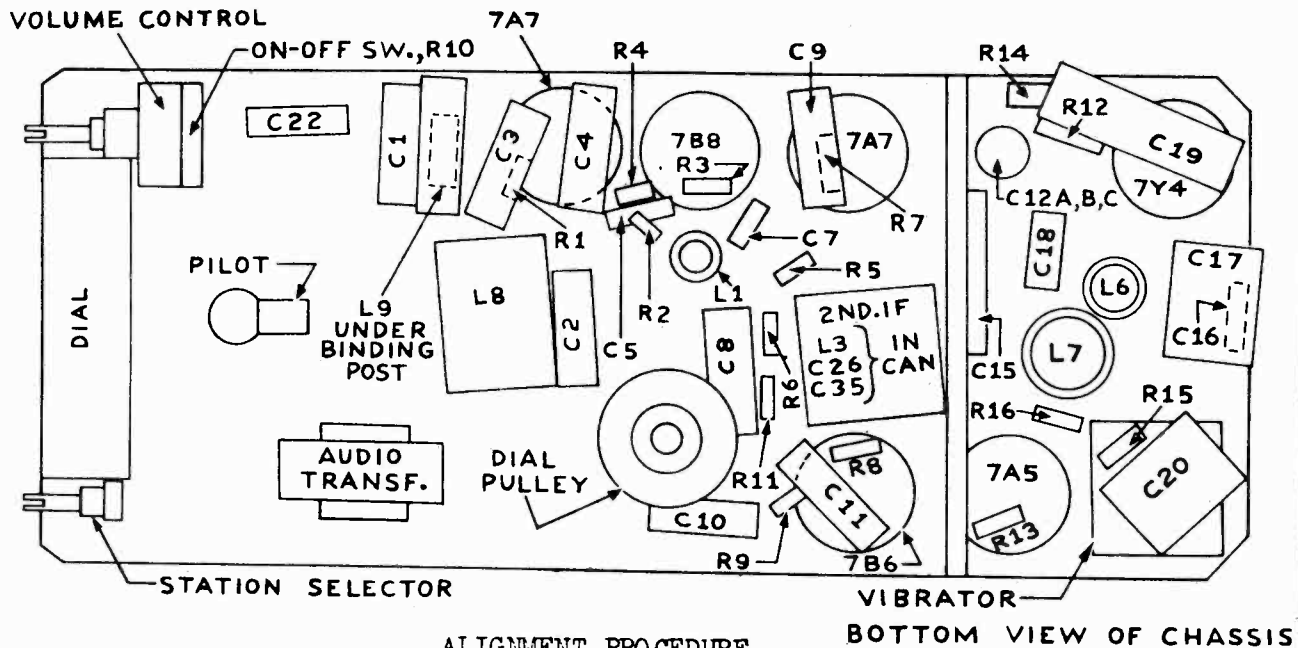 VOLUME CONTROL
ON-OFF SW.,R10
7A7
R4
C9
R14
R12
C22
C1
C3
C4
7B8
R3
7A7
C19
7Y4
C12A,B,C
R1
R7
C7
C18
C17
PILOT
L8
R2
L1
R5
L6
C16
DIAL
L9
UNDER
BINDING
POST
C2
C5
C8
R6
2ND.IF
L3
C26
C35
IN
CAN
L7
C15
R16
R15
AUDIO
TRANSF.
DIAL
PULLEY
R11
R8
C11
7A5
C20
C10
R9
7B6
R13
STATION SELECTOR
VIBRATOR
BOTTOM VIEW OF CHASSIS
ALIGNMENT PROCEDURE